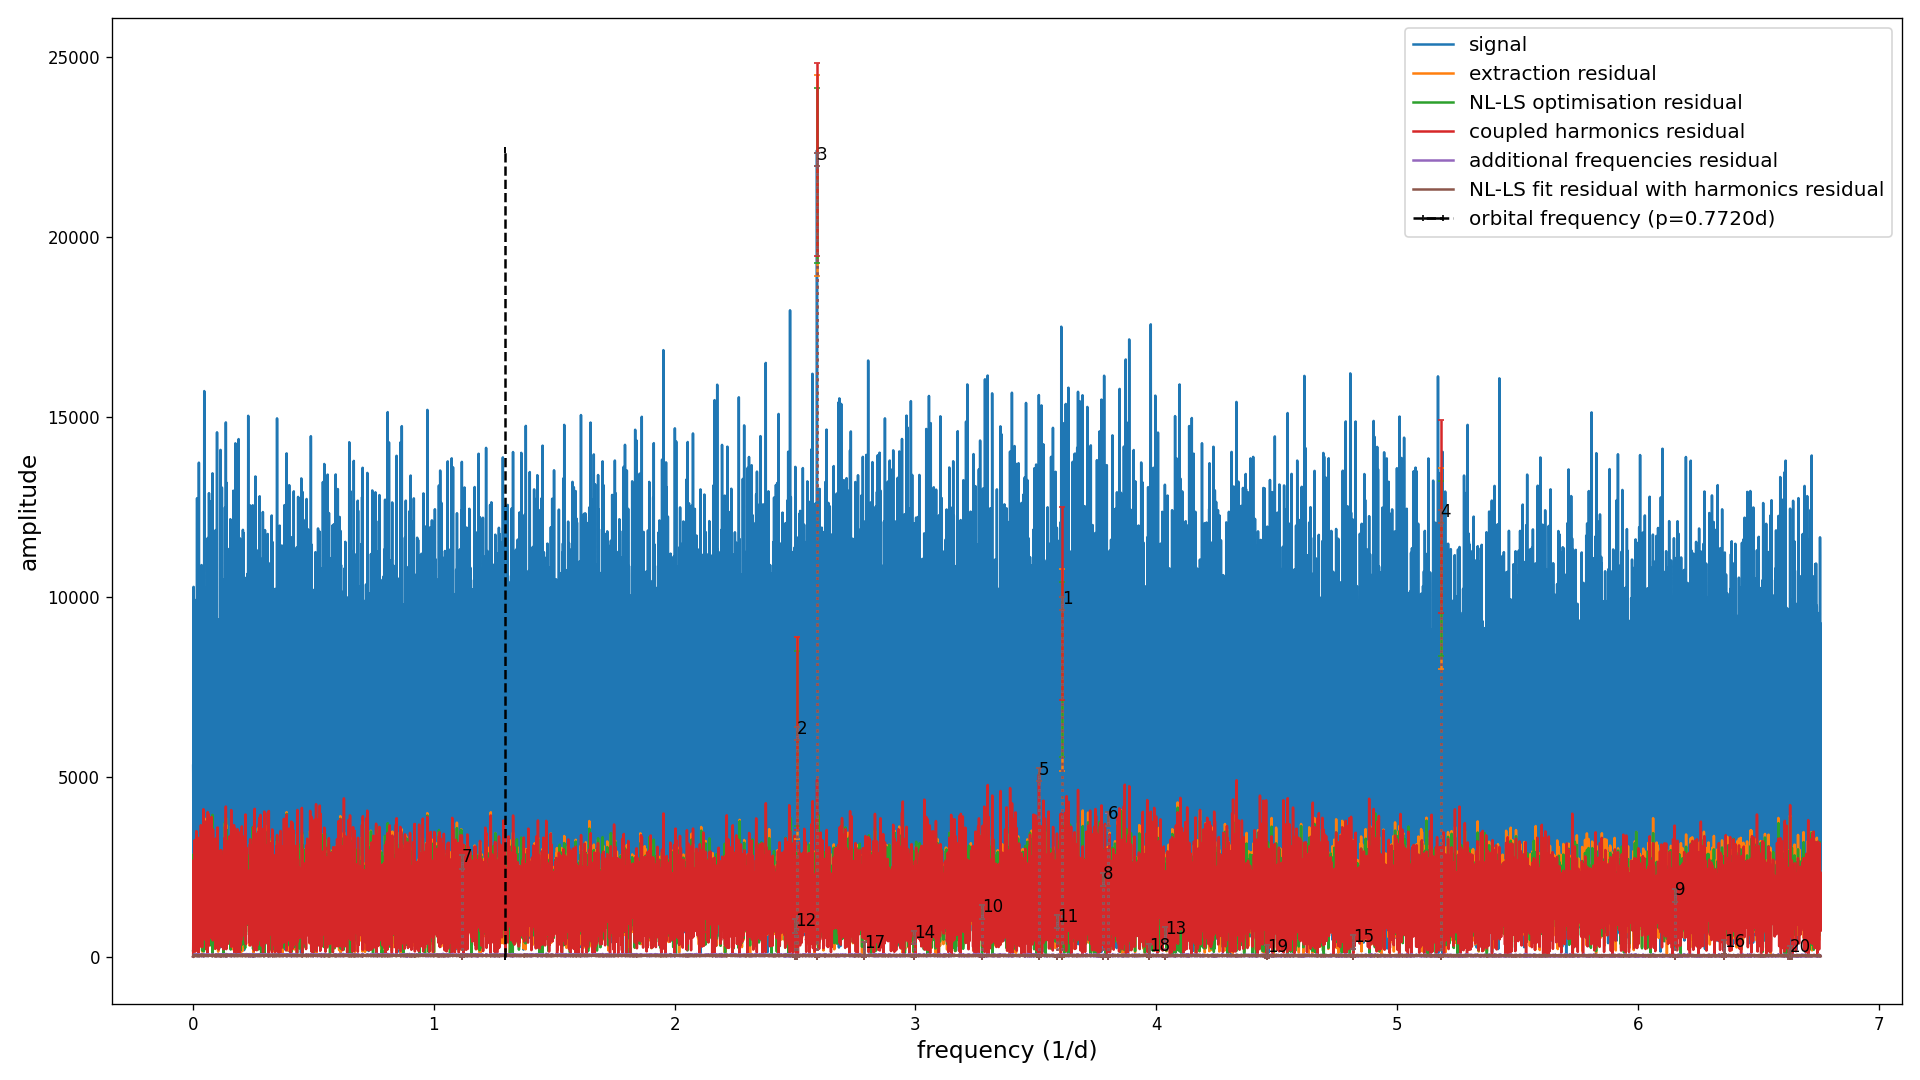 25000
20000
15000
10000
5000
0
amplitude
signal
extraction residual
NL-LS optimisation residual
coupled harmonics residual
additional frequencies residual
NL-LS fit residual with harmonics residual
orbital frequency (p=0.7720d)
3
4
1
2
5
6
7
8
9
10
11
12
13
14
15
16
17
18
19
20
0 1 2 3 4 5 6 7
frequency (1/d)